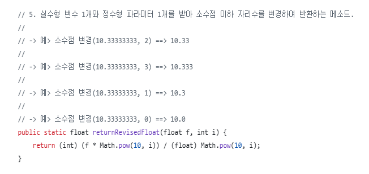 // 5. 실수형 변수 1개와 정수형 파라미터 1개를 받아 소수점 이하 자리수를 변경하여 반환하는 메소드.
//
// -> 예> 소수점 변경(10.33333333, 2) ==> 10.33
//
// -> 예> 소수점 변경(10.33333333, 3) ==> 10.333
//
// -> 예> 소수점 변경(10.33333333, 1) ==> 10.3
//
// -> 예> 소수점 변경(10.33333333, 0) ==> 10.0
public static float returnRevisedFloat(float f, int i) {
return (int) (f * Math.pow(10, i)) / (float) Math.pow(10, i);
}